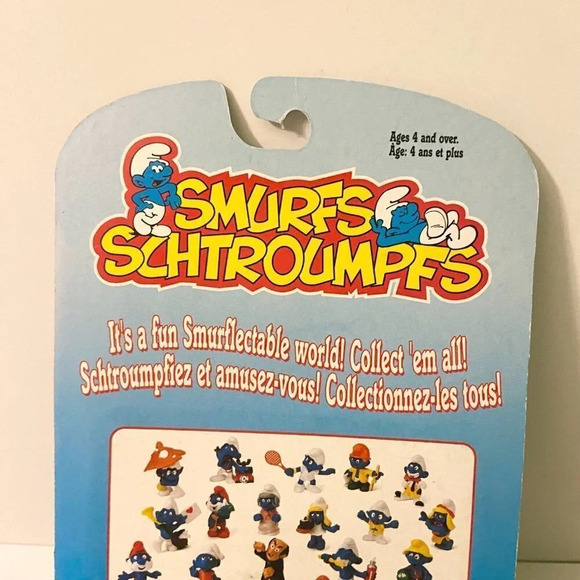 Ages 4 and over.
Âge: 4 ans et plus
SMURFS
SCHTROUMPFS
It's a fun Smurflectable world! Collect 'em all!
Schtroumpfiez et amusez-vous! Collectionnez-les tous!